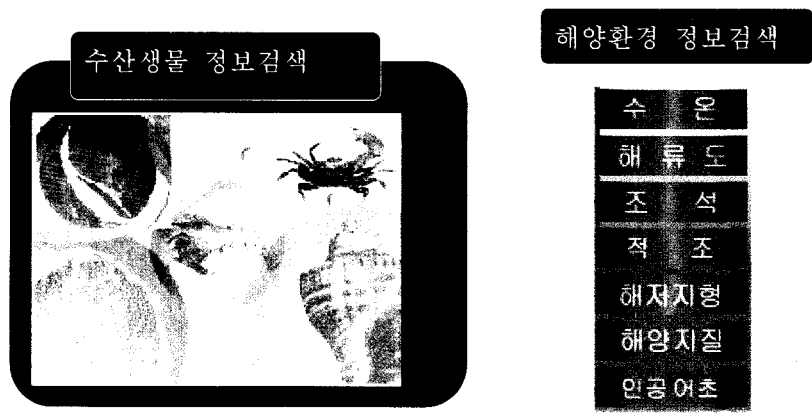 수산생물 정보검색
해양환경 정보검색
수 온
해 류 도
조 석
적 조
해저지형
해양지질
인공어초